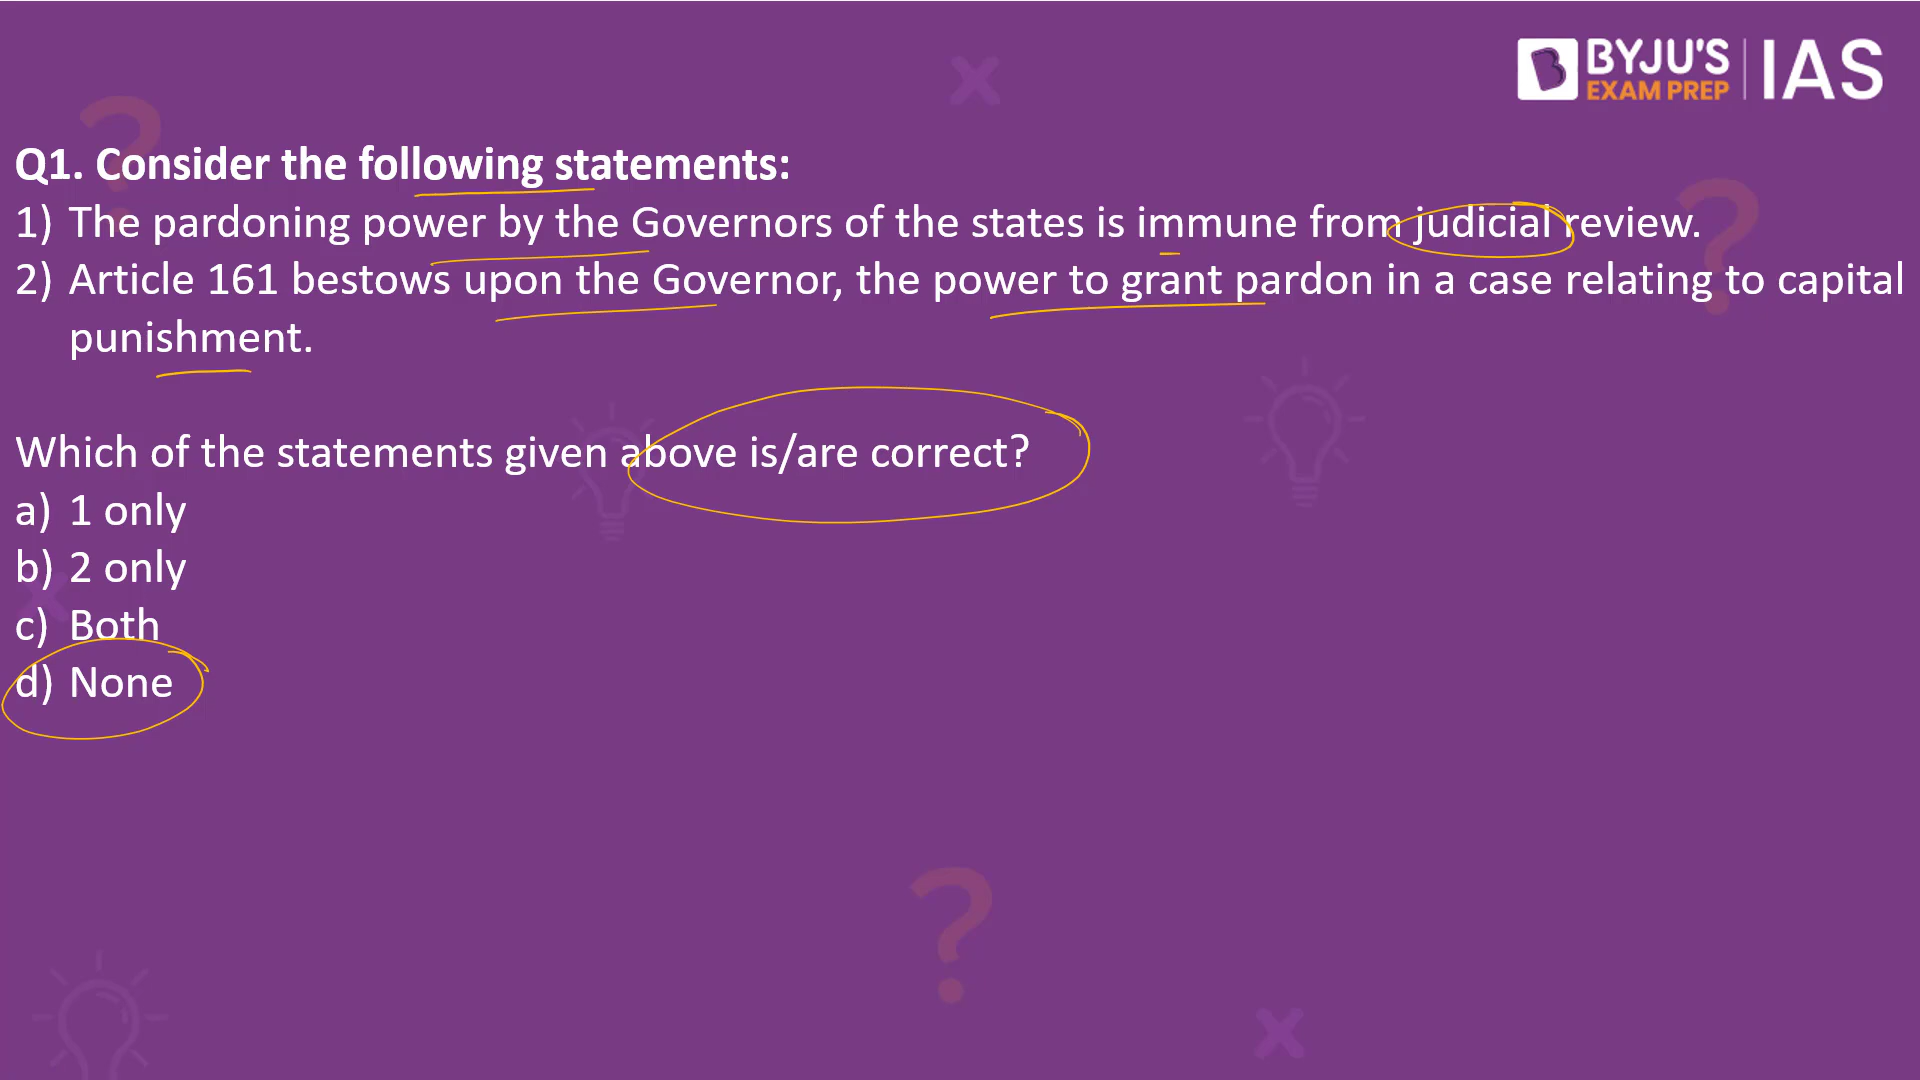 BYJU'S
EXAM PREP
IAS
Q1. Consider the following statements:
1) The pardoning power by the Governors of the states is immune from judicial review.
2) Article 161 bestows upon the Governor, the power to grant pardon in a case relating to capital
punishment.
Which of the statements given above is/are correct?
a) 1 only
b) 2 only
c) Both
d) None